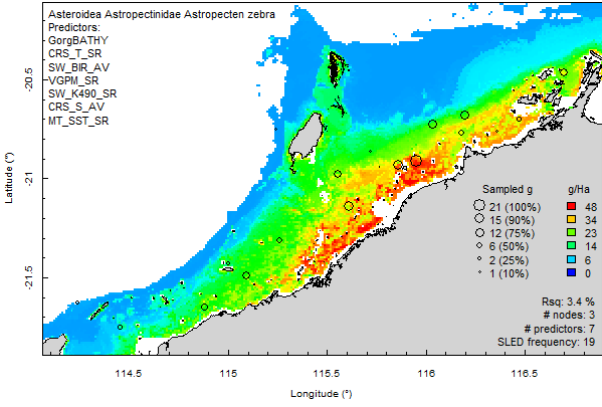 Asteroidea Astropectinidae Astropecten zebra
Predictors:
GorgBATHY
CRS_T_SR
SW_BIR_AV
VGPM_SR
SW_K490_SR
CRS_S_AV
MT_SST_SR
-20.5
-21
-21.5
Latitude (°)
Sampled g g/Ha
21 (100%) 48
15 (90%) 34
12 (75%) 23
6 (50%) 14
2 (25%) 6
1 (10%) 0
Rsq: 3.4 %
# nodes: 3
# predictors: 7
SLED frequency: 19
114.5 115 115.5 116 116.5
Longitude (°)